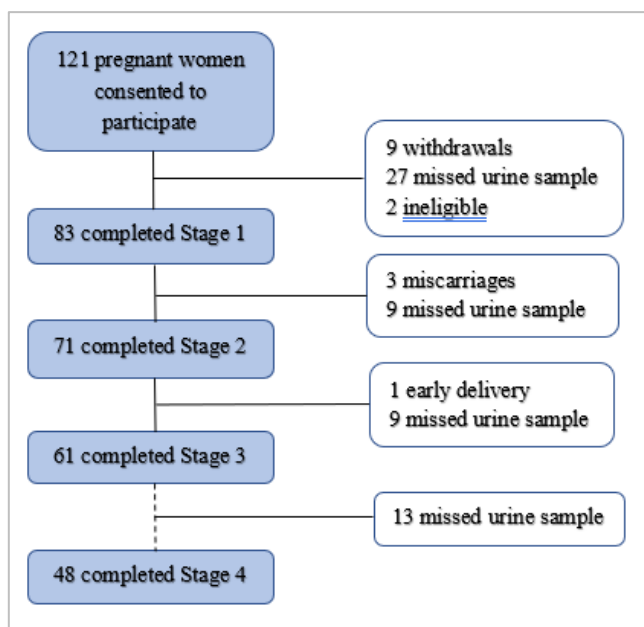 121 pregnant women
consented to
participate
9 withdrawals
27 missed urine sample
2 ineligible
83 completed Stage 1
3 miscarriages
9 missed urine sample
71 completed Stage 2
1 early delivery
9 missed urine sample
61 completed Stage 3
13 missed urine sample
48 completed Stage 4